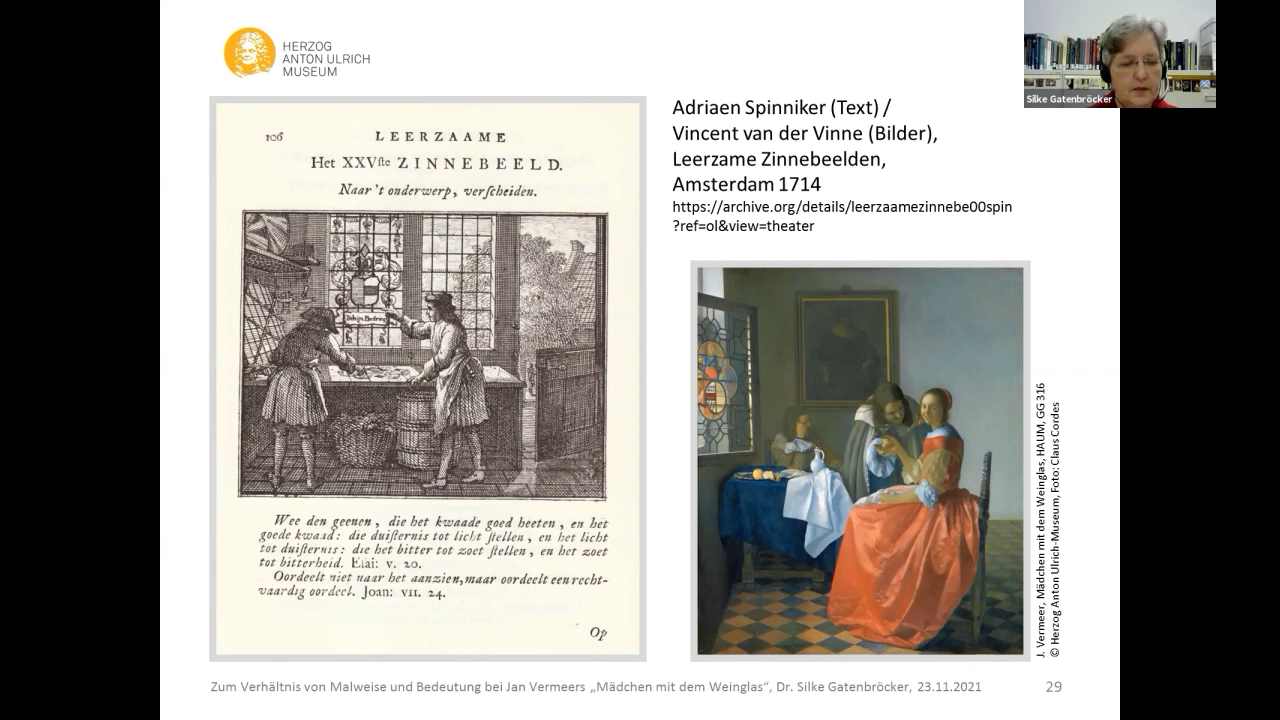 HERZOG
ANTON ULRICH
MUSEUM
Silke Gatenbröcker
106
LEERZAAME
Het XXVste ZINNEBEELD.
Naar 't onderwerp, verscheiden.
Wee den geenen, die het kwaade goed heeten, en het
goede kwaad: die duisternis tot licht stellen, en het licht
tot duisternis: die het bitter tot zoet stellen, en het zoet
tot bitterheid. Esai: v. 20.
Oordeelt niet naar het aanzien, maar oordeelt een recht-
vaardig oordeel. Joan: VII. 24.
Op
Adriaen Spinniker (Text) /
Vincent van der Vinne (Bilder),
Leerzame Zinnebeelden,
Amsterdam 1714
https://archive.org/details/leerzaamezinnebe00spin
?ref=ol&view=theater
J. Vermeer, Mädchen mit dem Weinglas, HAUM, GG 316
© Herzog Anton Ulrich-Museum, Foto: Claus Cordes
Zum Verhältnis von Malweise und Bedeutung bei Jan Vermeers „Mädchen mit dem Weinglas“, Dr. Silke Gatenbröcker, 23.11.2021
29